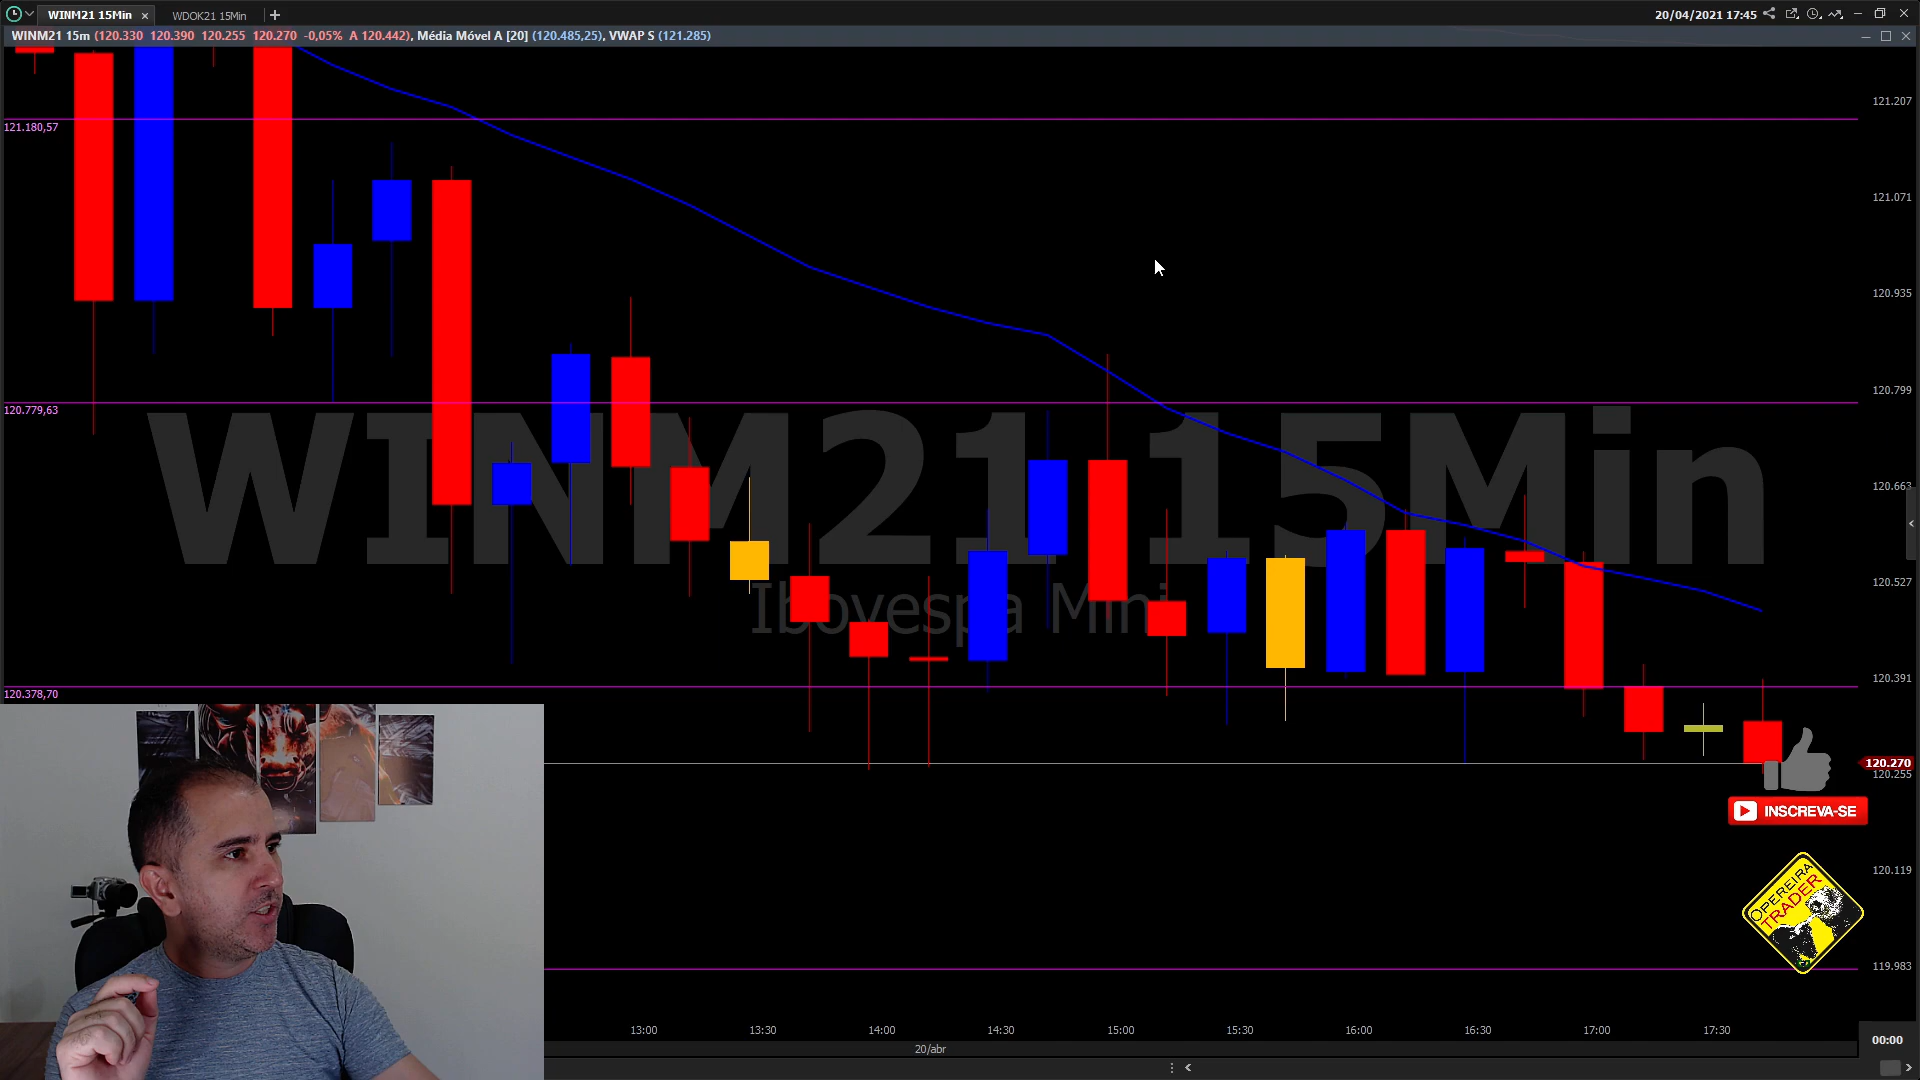 WINM21 15Min
WDOK21 15Min
20/04/2021 17:45
WINM21 15m (120.330 120.390 120.255 120.270 -0,05% A 120.442), Média Móvel A [20] (120.485,25), VWAP S (121.285)
121.207
121.180,57
121.071
120.935
120.799
120.779,63
WINM21 15Min
120.663
120.527
Ibovespa Mini
120.391
120.378,70
120.270
120.255
INSCREVA-SE
120.119
OPEREIRA
TRADER
119.983
13:00 13:30 14:00 14:30 15:00 15:30 16:00 16:30 17:00 17:30
00:00
20/abr